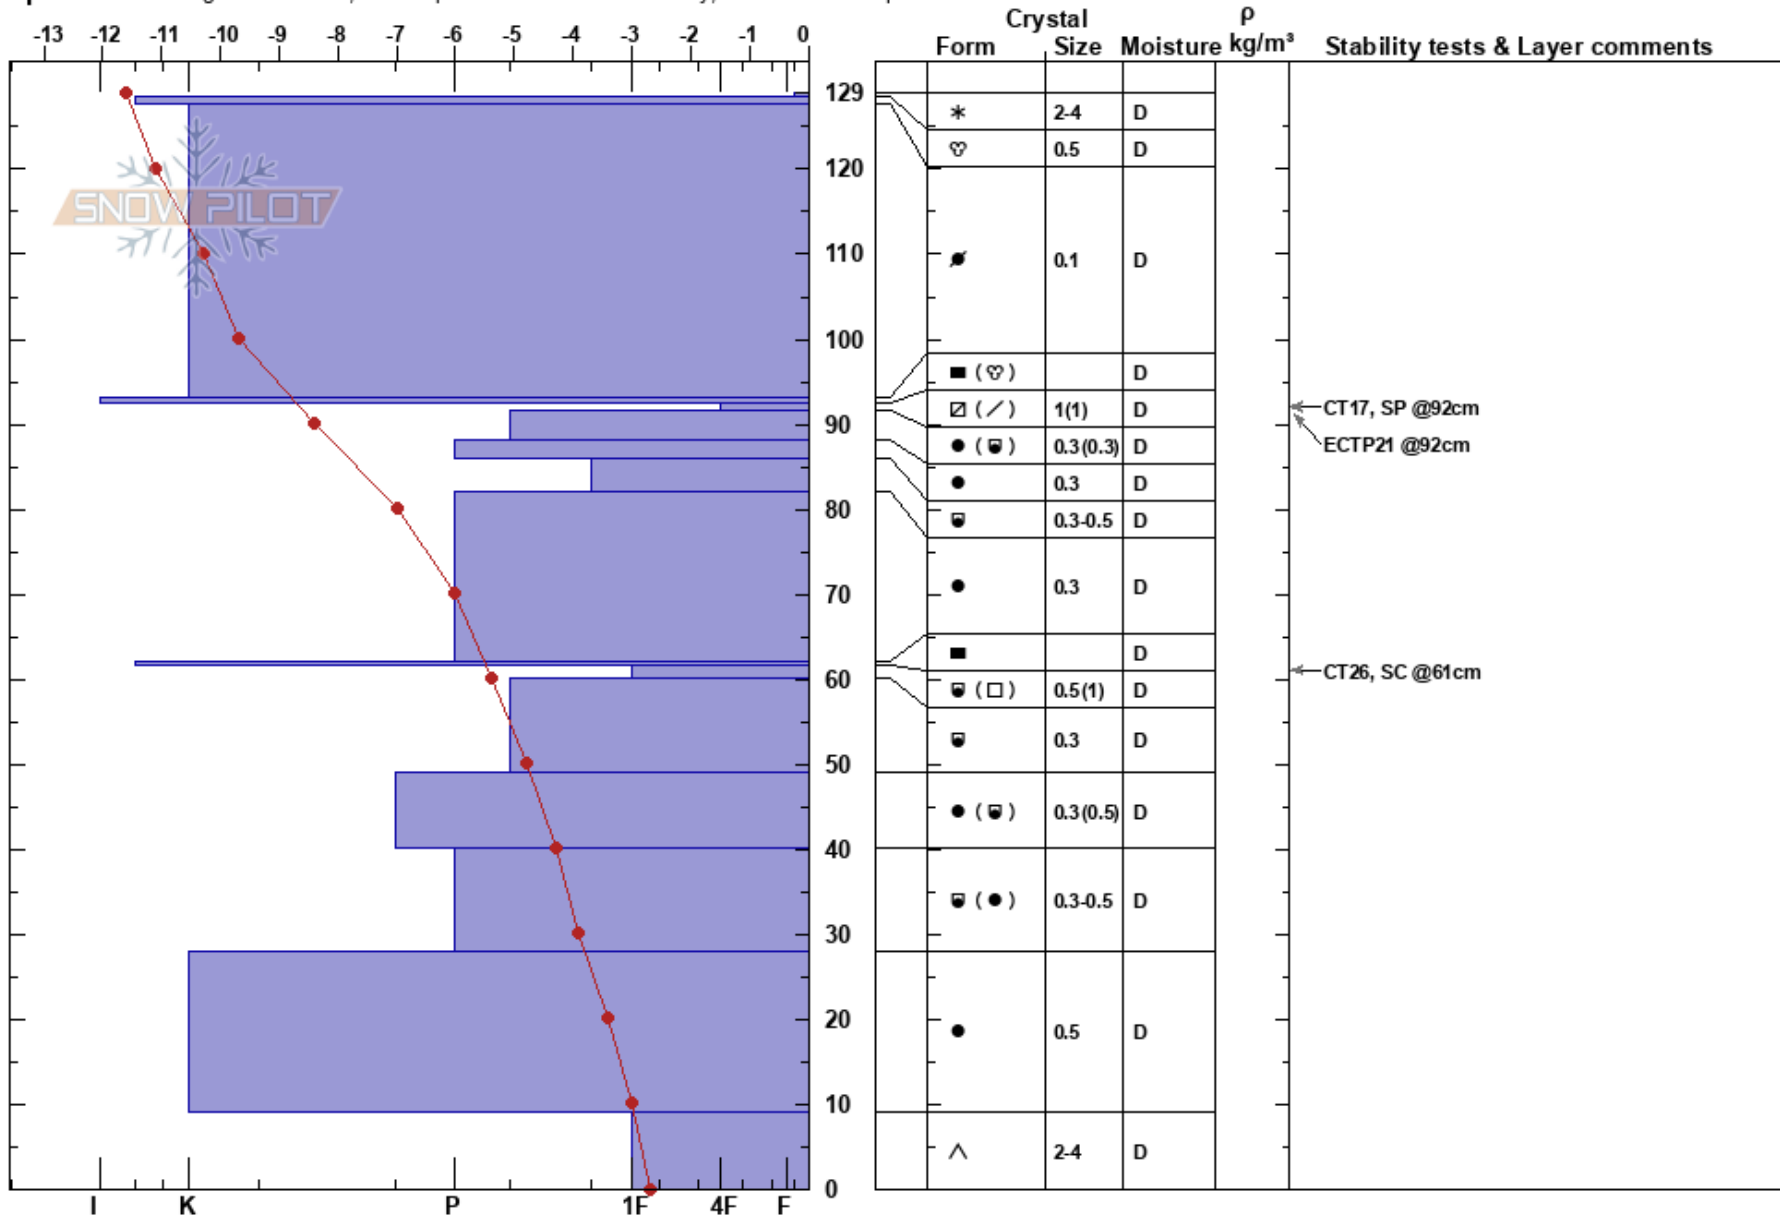 Crystal ρ
-13 -12 -11 -10 -9 -8 -7 -6 -5 -4 -3 -2 -1 0 Form Size Moisture kg/m³ Stability tests & Layer comments
129
2-4 D
0.5 D
120
SNOW PILOT
110 0.1 D
100
( ) D
( ) 1(1) D CT17, SP @92cm
90 ( ) 0.3(0.3) D ECTP21 @92cm
0.3 D
80 0.3-0.5 D
70 0.3 D
D
60 ( ) 0.5(1) D CT26, SC @61cm
0.3 D
50
( ) 0.3(0.5) D
40
( ) 0.3-0.5 D
30
20 0.5 D
10
2-4 D
0
I K P 1F 4F F